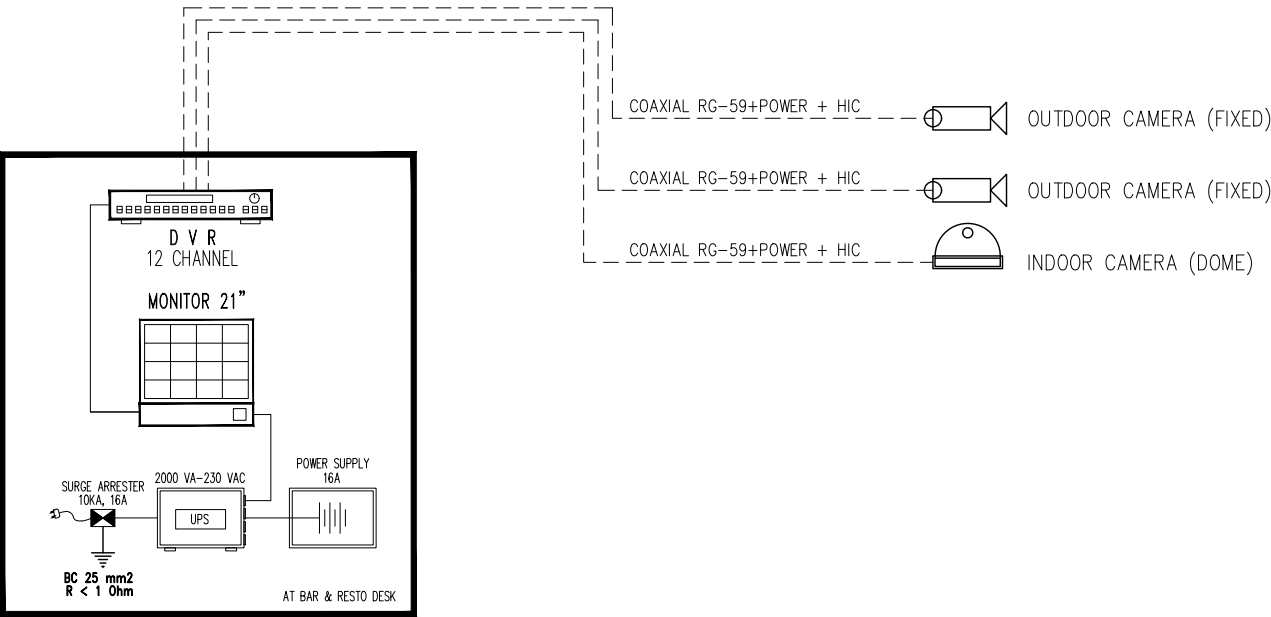 COAXIAL RG-59+POWER + HIC
OUTDOOR CAMERA (FIXED)
COAXIAL RG-59+POWER + HIC
OUTDOOR CAMERA (FIXED)
COAXIAL RG-59+POWER + HIC
INDOOR CAMERA (DOME)
D V R
12 CHANNEL
MONITOR 21"
SURGE ARRESTER
10KA, 16A
2000 VA-230 VAC
UPS
POWER SUPPLY
16A
BC 25 mm2
R < 1 Ohm
AT BAR & RESTO DESK